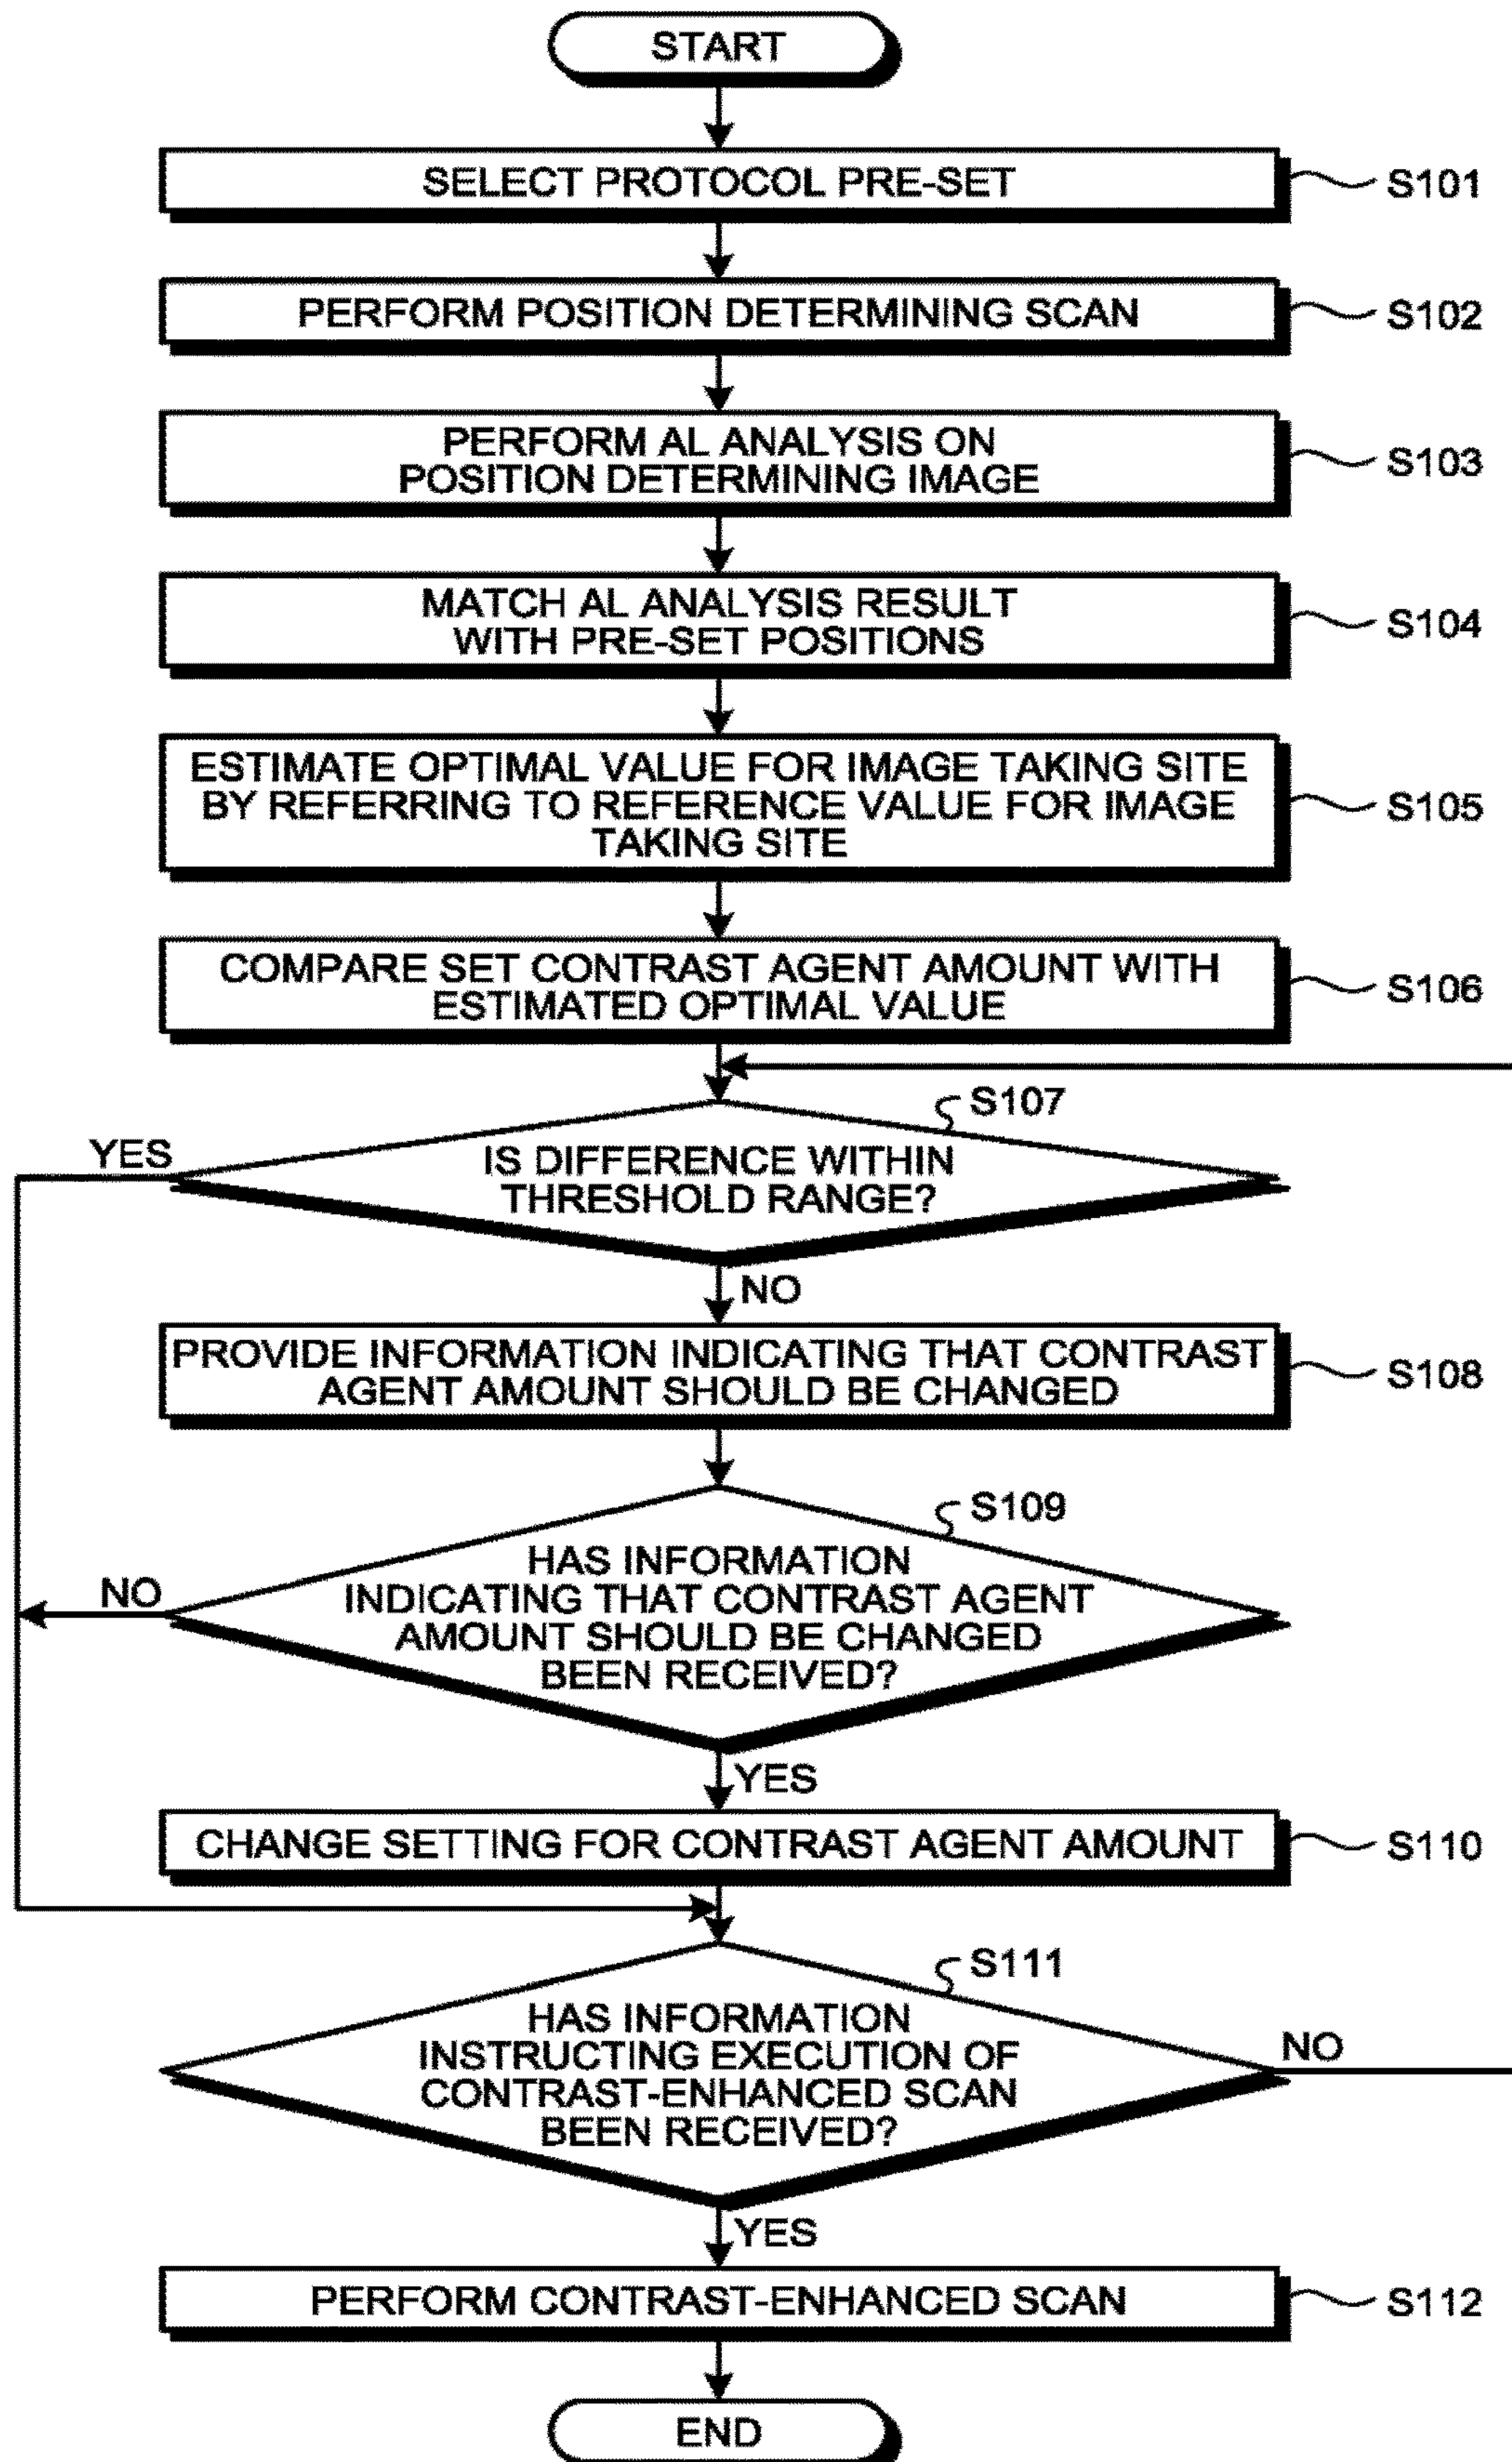 START
SELECT PROTOCOL PRE-SET
S101
PERFORM POSITION DETERMINING SCAN
S102
PERFORM AL ANALYSIS ON
POSITION DETERMINING IMAGE
S103
MATCH AL ANALYSIS RESULT
WITH PRE-SET POSITIONS
S104
ESTIMATE OPTIMAL VALUE FOR IMAGE TAKING SITE
BY REFERRING TO REFERENCE VALUE FOR IMAGE
TAKING SITE
S105
COMPARE SET CONTRAST AGENT AMOUNT WITH
ESTIMATED OPTIMAL VALUE
S106
S107
YES
IS DIFFERENCE WITHIN
THRESHOLD RANGE?
NO
PROVIDE INFORMATION INDICATING THAT CONTRAST
AGENT AMOUNT SHOULD BE CHANGED
S108
S109
HAS INFORMATION
INDICATING THAT CONTRAST AGENT
AMOUNT SHOULD BE CHANGED
BEEN RECEIVED?
NO
YES
CHANGE SETTING FOR CONTRAST AGENT AMOUNT
S110
S111
HAS INFORMATION
INSTRUCTING EXECUTION OF
CONTRAST-ENHANCED SCAN
BEEN RECEIVED?
NO
YES
PERFORM CONTRAST-ENHANCED SCAN
S112
END